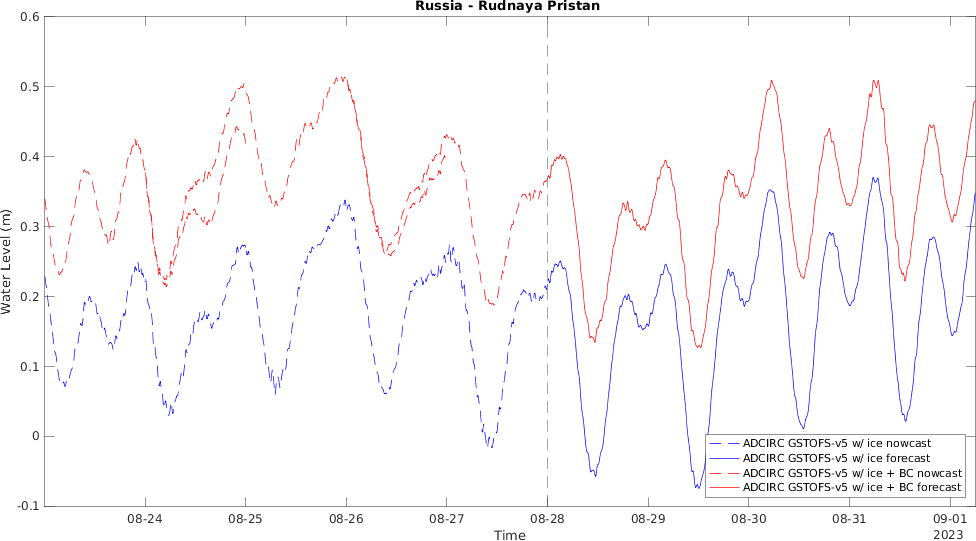 Russia - Rudnaya Pristan
0.6
0.5
0.4
0.3
0.2
0.1
0
-0.1
Water Level (m)
08-24
08-25
08-26
08-27
08-28
08-29
08-30
08-31
09-01
2023
Time
ADCIRC GSTOFS-v5 w/ ice nowcast
ADCIRC GSTOFS-v5 w/ ice forecast
ADCIRC GSTOFS-v5 w/ ice + BC nowcast
ADCIRC GSTOFS-v5 w/ ice + BC forecast